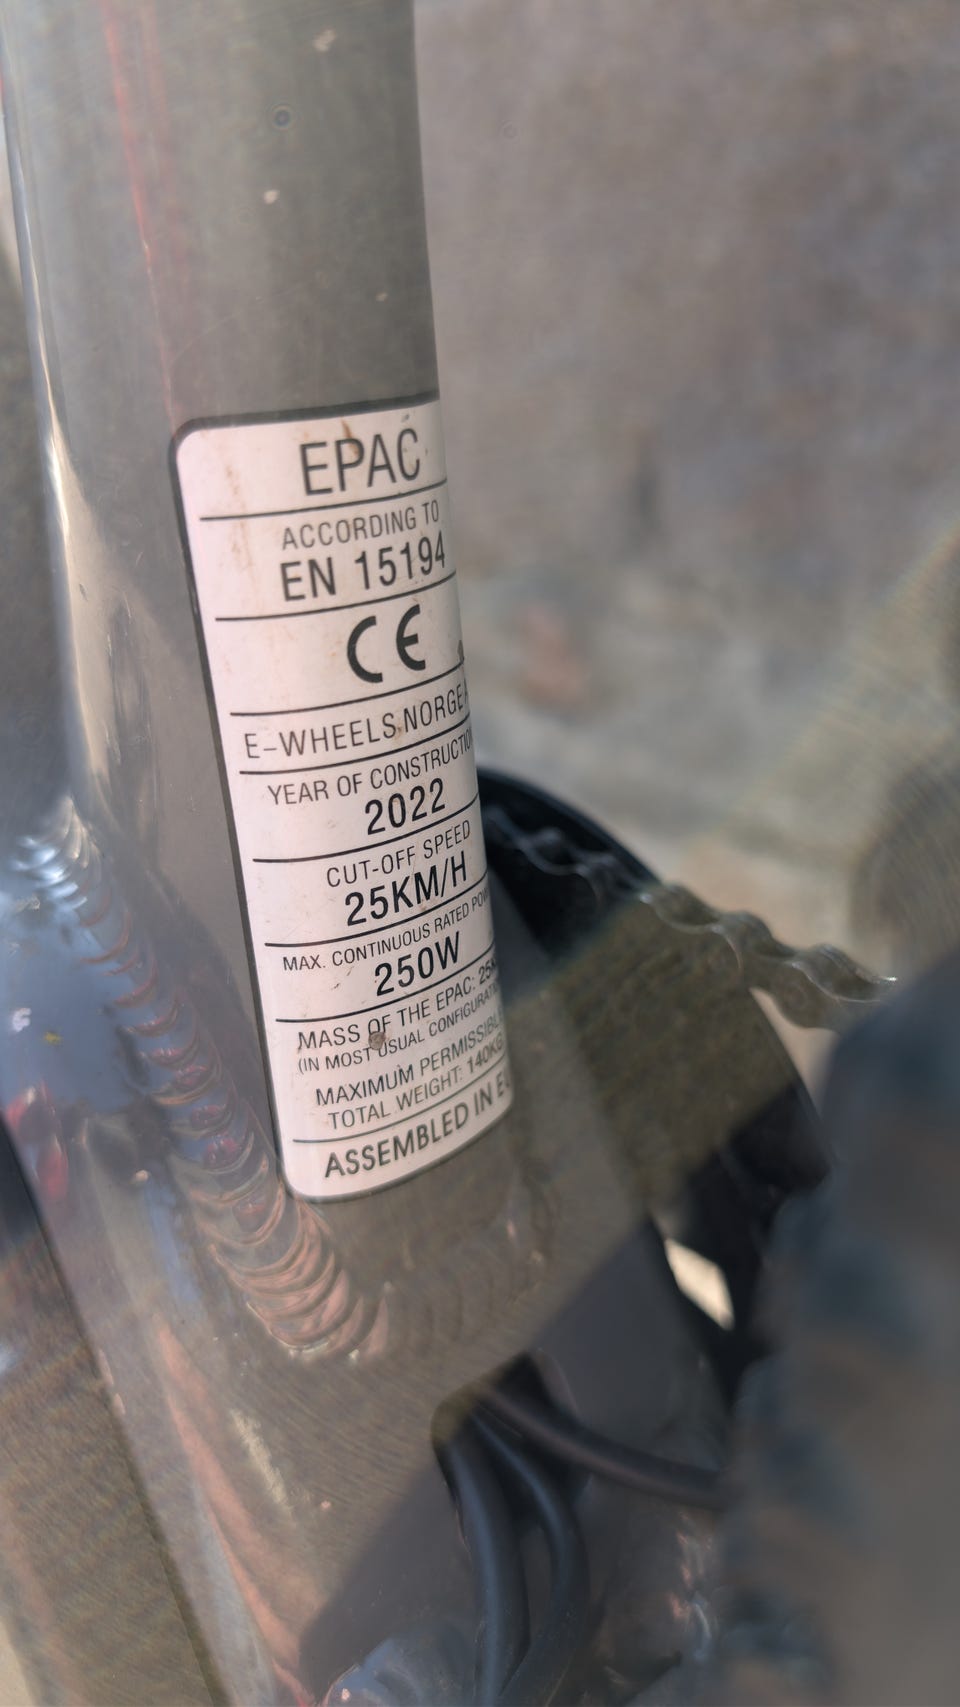 EPAC
ACCORDING TO
EN 15194
CE
E-WHEELS NORGE
YEAR OF CONSTRUCTION
2022
CUT-OFF SPEED
25KM/H
MAX. CONTINUOUS RATED
250W
MASS OF THE EPAC:
(IN MOST USUAL
MAXIMUM PERMISSIBLE
TOTAL WEIGHT: 140KG
ASSEMBLED IN